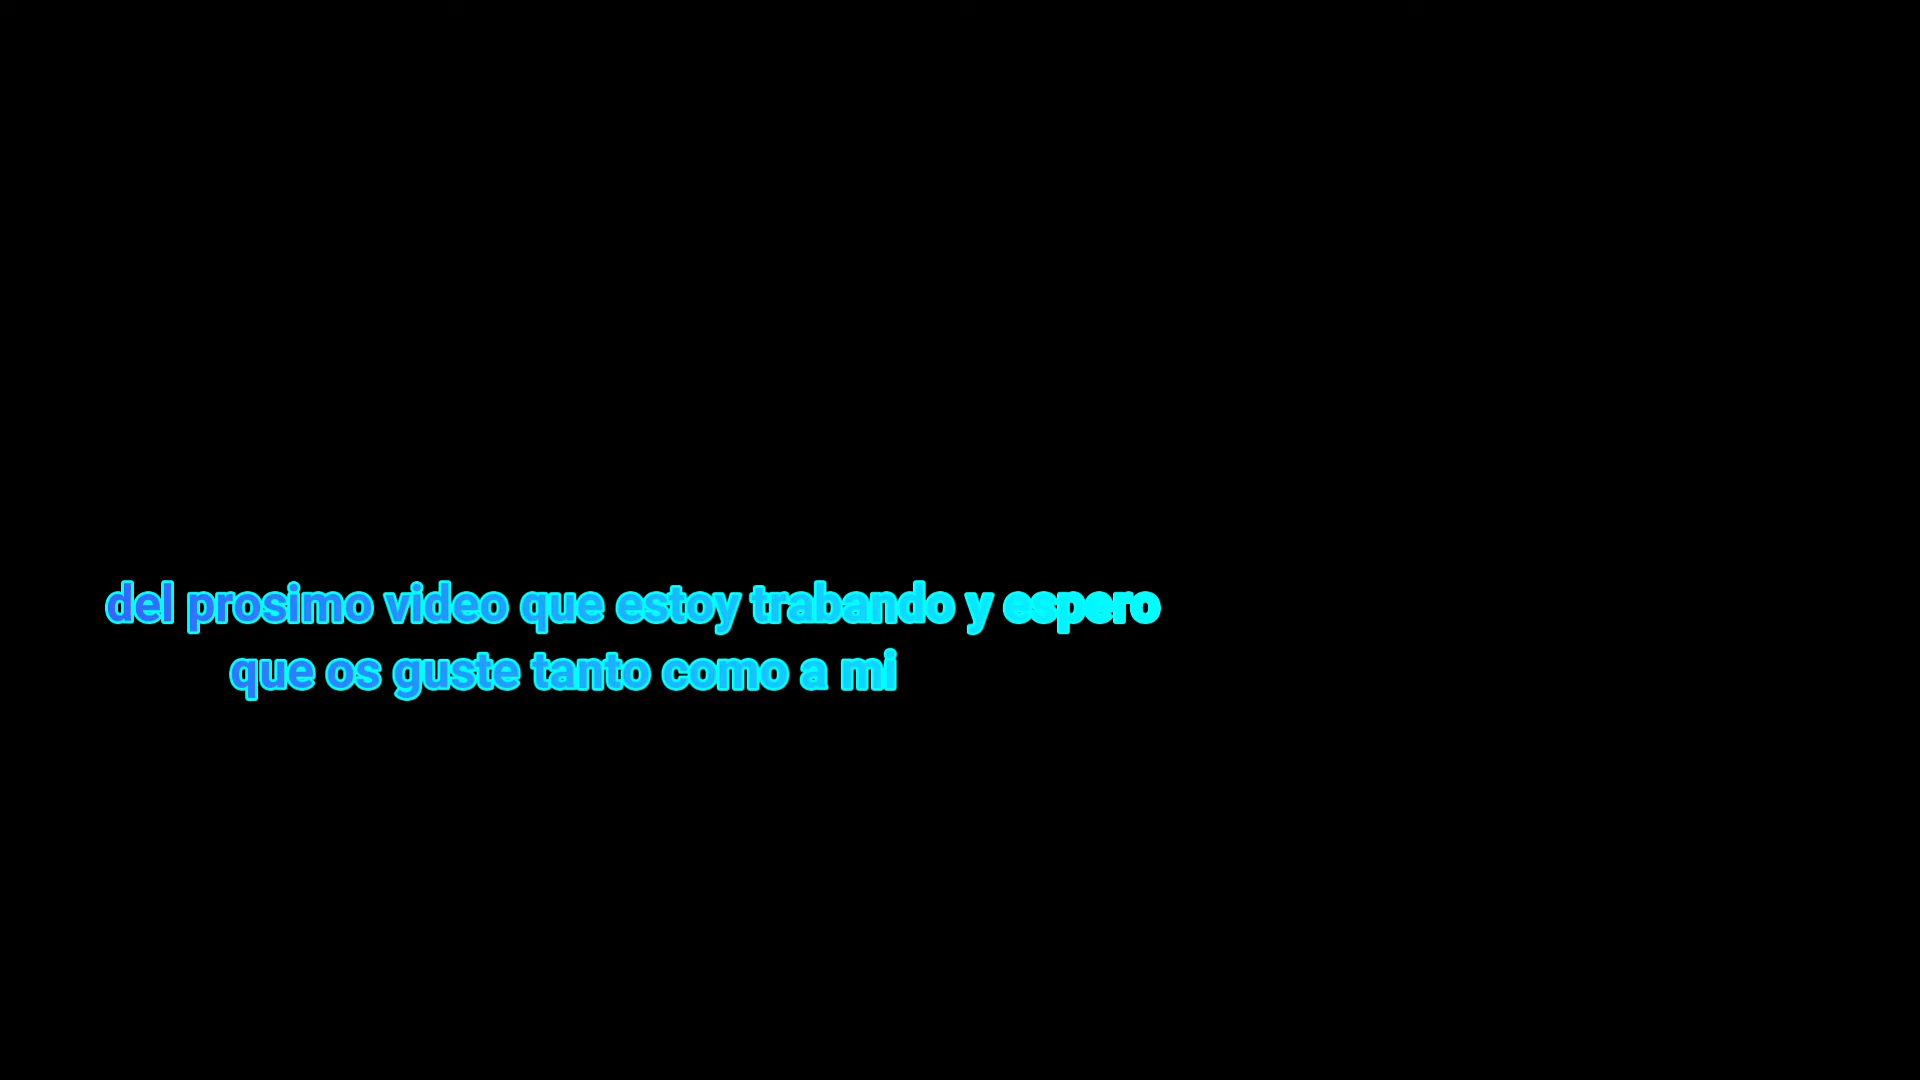 del prosimo video que estoy trabando y espero
que os guste tanto como a mi